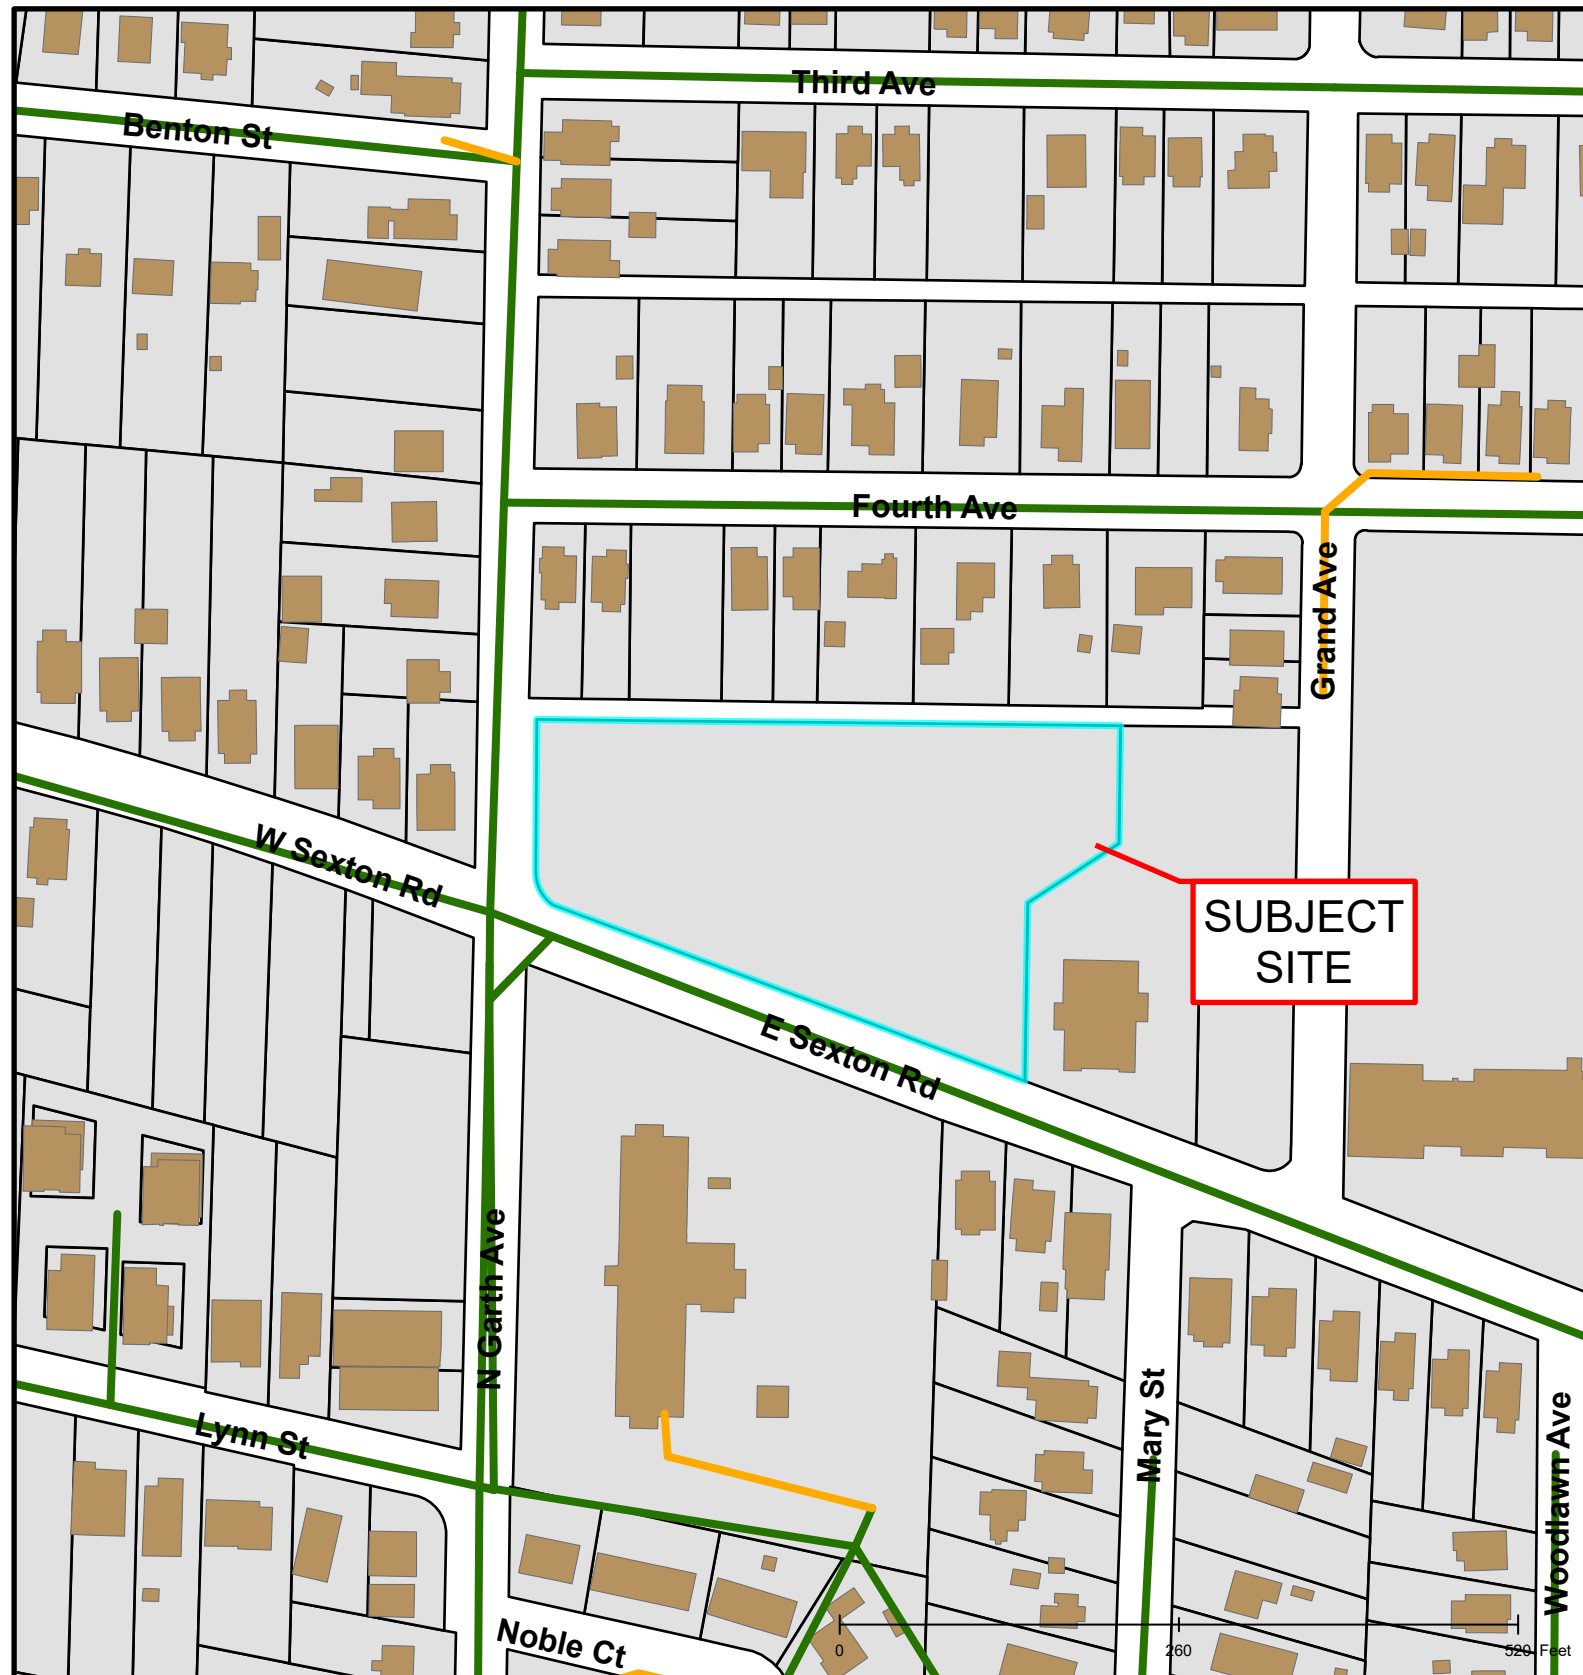 Third Ave
Benton St
Fourth Ave
Grand Ave
W Sexton Rd
SUBJECT
SITE
E Sexton Rd
N Garth Ave
Mary St
Woodlawn Ave
Lynn St
Noble Ct
0 260 520 Feet